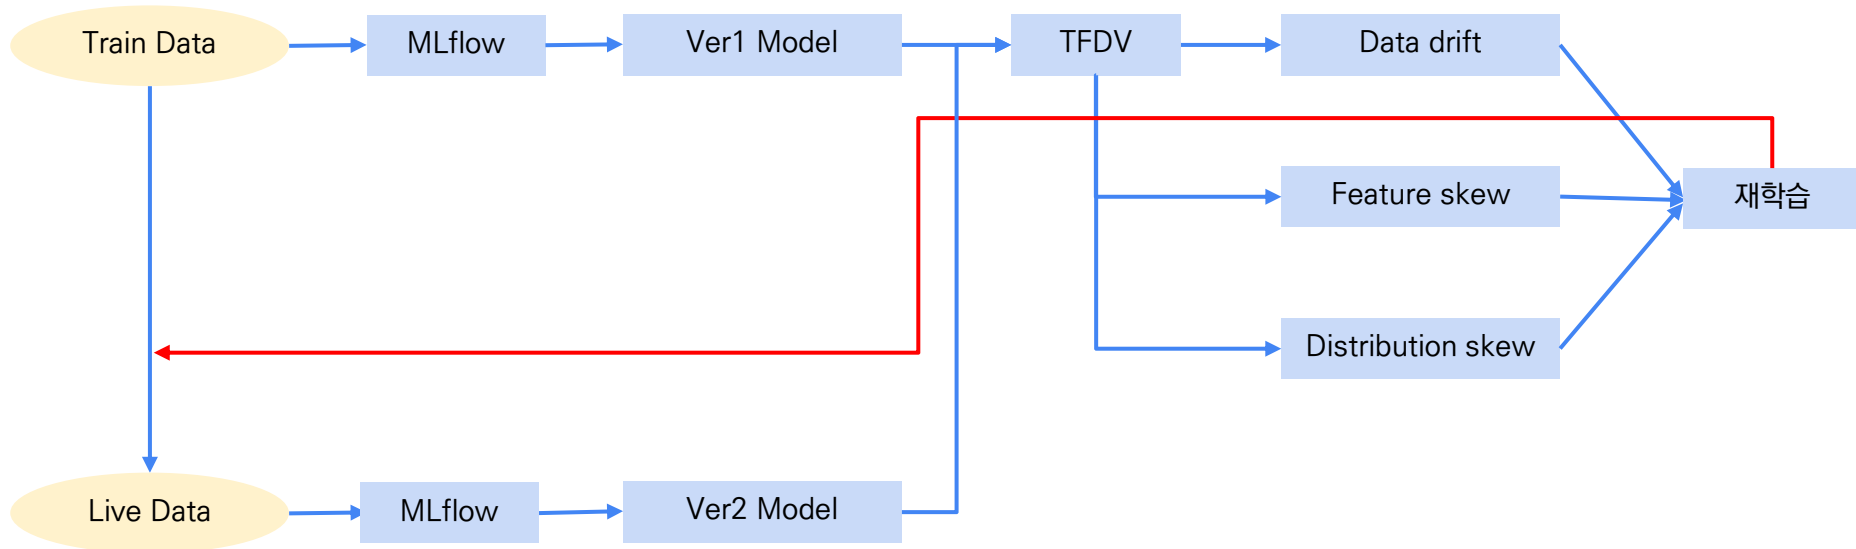 Train Data
MLflow
Ver1 Model
TFDV
Data drift
Feature skew
재학습
Distribution skew
Live Data
MLflow
Ver2 Model